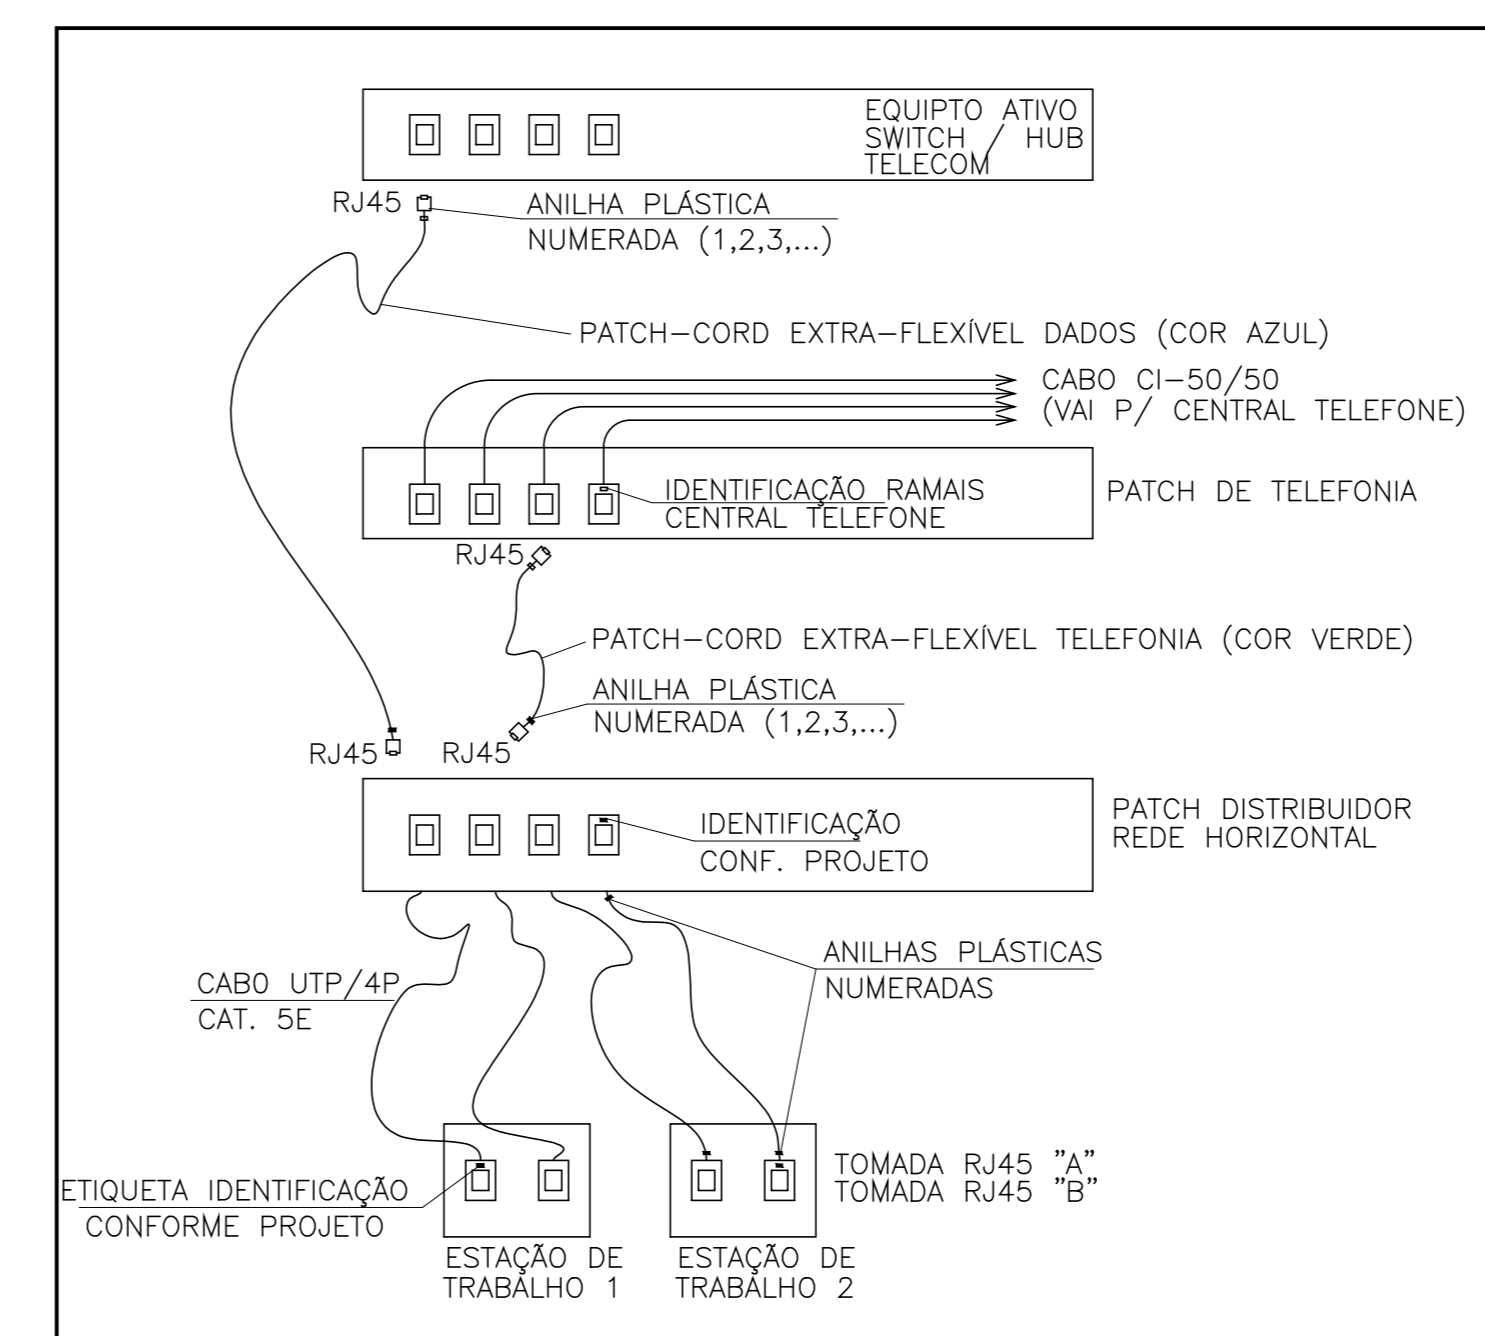 EQUIPTO ATIVO
SWITCH / HUB
TELECOM
RJ45
ANILHA PLÁSTICA
NUMERADA (1,2,3,...)
PATCH-CORD EXTRA-FLEXÍVEL DADOS (COR AZUL)
CABO CI-50/50
(VAI P/ CENTRAL TELEFONE)
IDENTIFICAÇÃO RAMAIS
CENTRAL TELEFONE
PATCH DE TELEFONIA
RJ45
PATCH-CORD EXTRA-FLEXÍVEL TELEFONIA (COR VERDE)
ANILHA PLÁSTICA
NUMERADA (1,2,3,...)
RJ45
RJ45
IDENTIFICAÇÃO
CONF. PROJETO
PATCH DISTRIBUIDOR
REDE HORIZONTAL
ANILHAS PLÁSTICAS
NUMERADAS
CABO UTP/4P
CAT. 5E
TOMADA RJ45 "A"
TOMADA RJ45 "B"
ETIQUETA IDENTIFICAÇÃO
CONFORME PROJETO
ESTAÇÃO DE
TRABALHO 1
ESTAÇÃO DE
TRABALHO 2